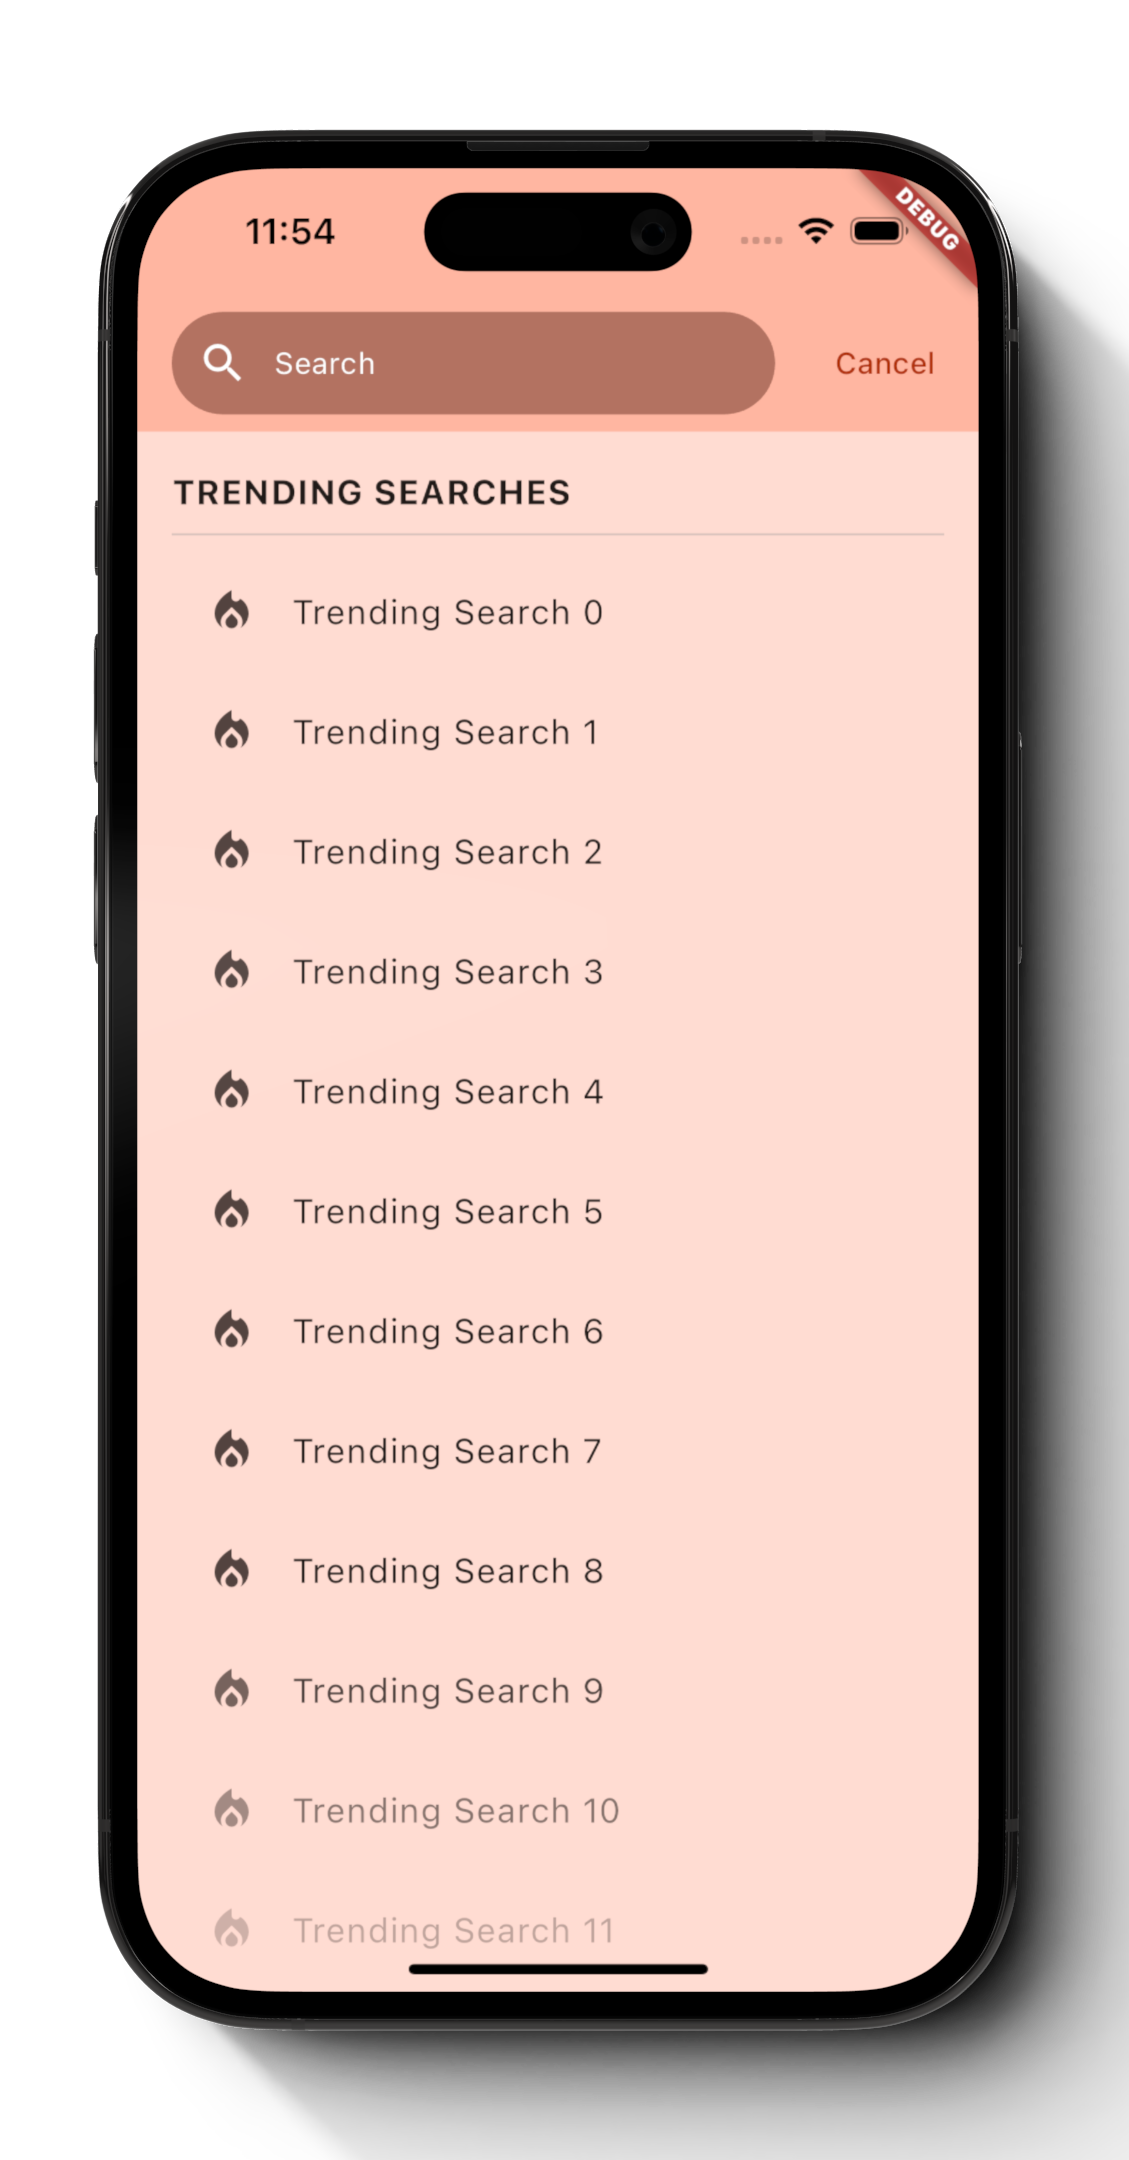 11:54
DEBUG
Search
Cancel
TRENDING SEARCHES
Trending Search 0
Trending Search 1
Trending Search 2
Trending Search 3
Trending Search 4
Trending Search 5
Trending Search 6
Trending Search 7
Trending Search 8
Trending Search 9
Trending Search 10
Trending Search 11